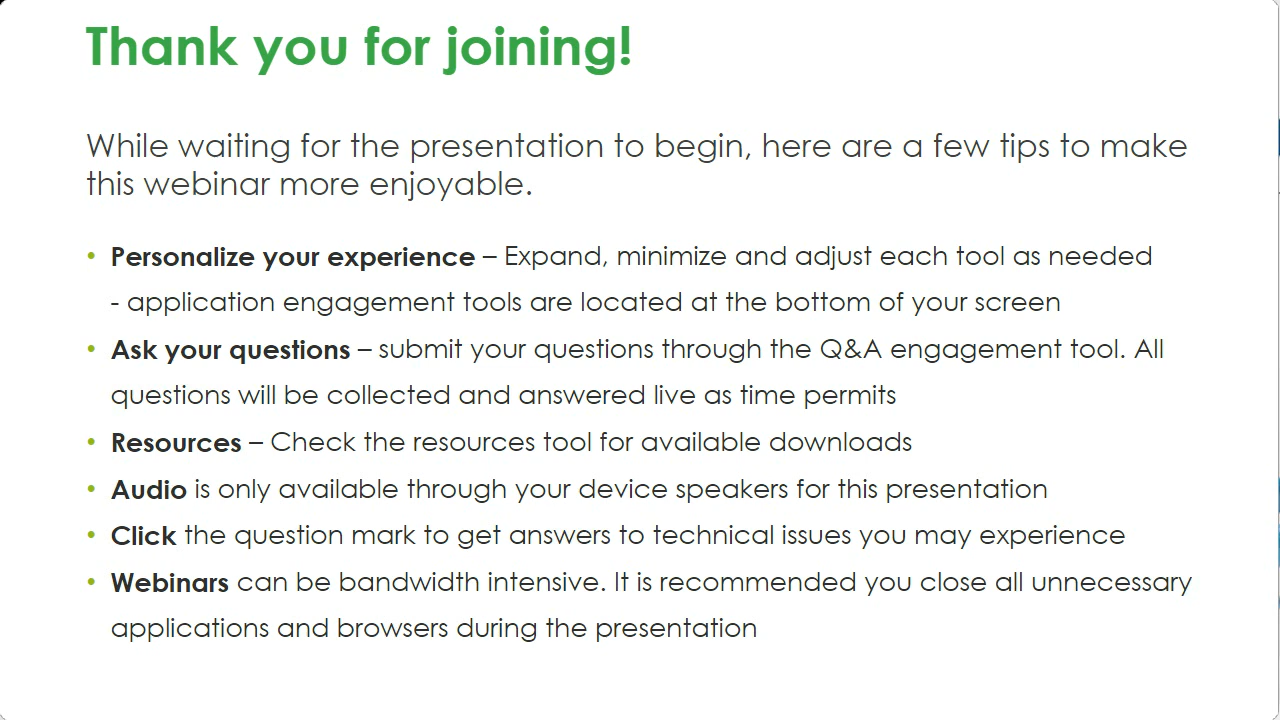 Thank you for joining!
While waiting for the presentation to begin, here are a few tips to make
this webinar more enjoyable.
• Personalize your experience – Expand, minimize and adjust each tool as needed
- application engagement tools are located at the bottom of your screen
• Ask your questions – submit your questions through the Q&A engagement tool. All
questions will be collected and answered live as time permits
• Resources – Check the resources tool for available downloads
• Audio is only available through your device speakers for this presentation
• Click the question mark to get answers to technical issues you may experience
• Webinars can be bandwidth intensive. It is recommended you close all unnecessary
applications and browsers during the presentation